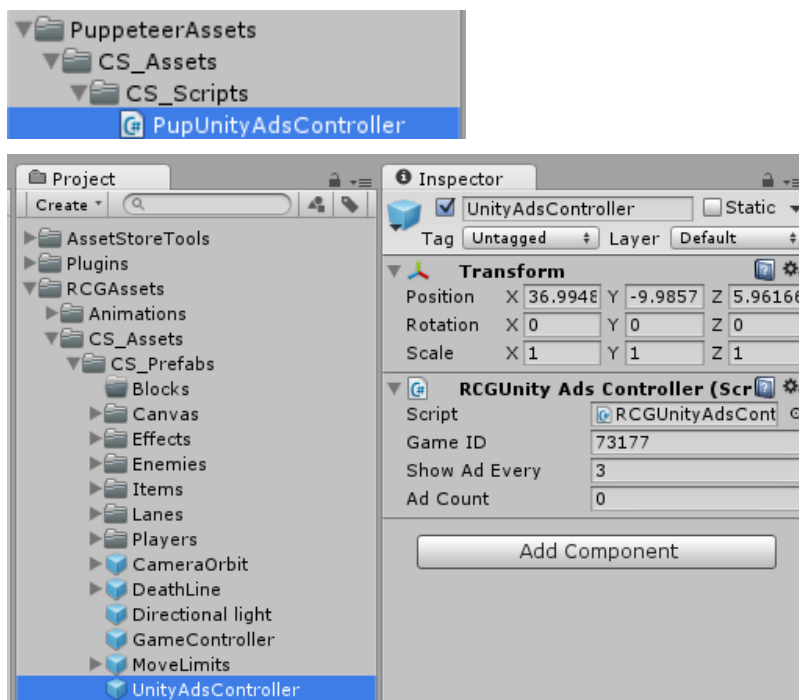 PuppeteerAssets
CS_Assets
CS_Scripts
PupUnityAdsController
Project
Create
AssetStoreTools
Plugins
RCGAssets
Animations
CS_Assets
CS_Prefabs
Blocks
Canvas
Effects
Enemies
Items
Lanes
Players
CameraOrbit
DeathLine
Directional light
GameController
MoveLimits
UnityAdsController
Inspector
UnityAdsController Static
Tag Untagged Layer Default
Transform
Position X 36.9948 Y -9.9857 Z 5.96166
Rotation X 0 Y 0 Z 0
Scale X 1 Y 1 Z 1
RCGUnity Ads Controller (Scr
Script RCGUnityAdsCont
Game ID 73177
Show Ad Every 3
Ad Count 0
Add Component